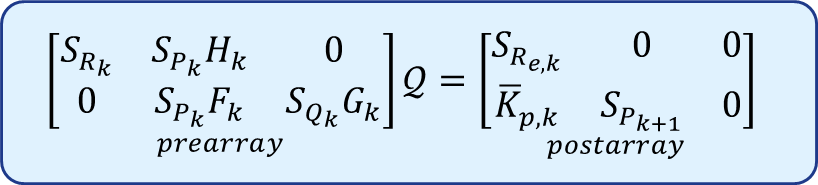 [S_{R_k} S_{P_k}H_k 0] 𝒬 = [S_{R_{e,k}} 0 0]
[0 S_{P_k}F_k S_{Q_k}G_k] [K̅_{p,k} S_{P_{k+1}} 0]
prearray postarray